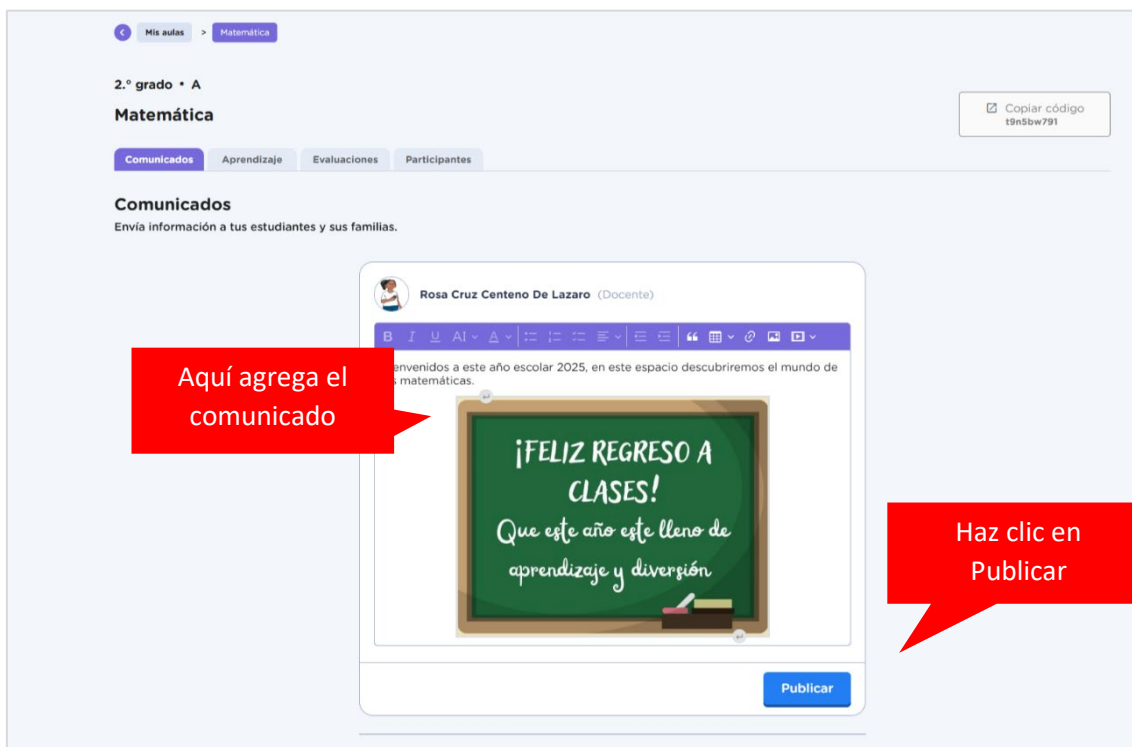 Mis aulas > Matemática
2.° grado • A
Matemática
Copiar código
t9n5bw791
Comunicados Aprendizaje Evaluaciones Participantes
Comunicados
Envía información a tus estudiantes y sus familias.
Rosa Cruz Centeno De Lazaro (Docente)
B I U AI A
envenidos a este año escolar 2025, en este espacio descubriremos el mundo de
s matemáticas.
Aquí agrega el
comunicado
¡FELIZ REGRESO A
CLASES!
Que este año este lleno de
aprendizaje y diversión
Haz clic en
Publicar
Publicar